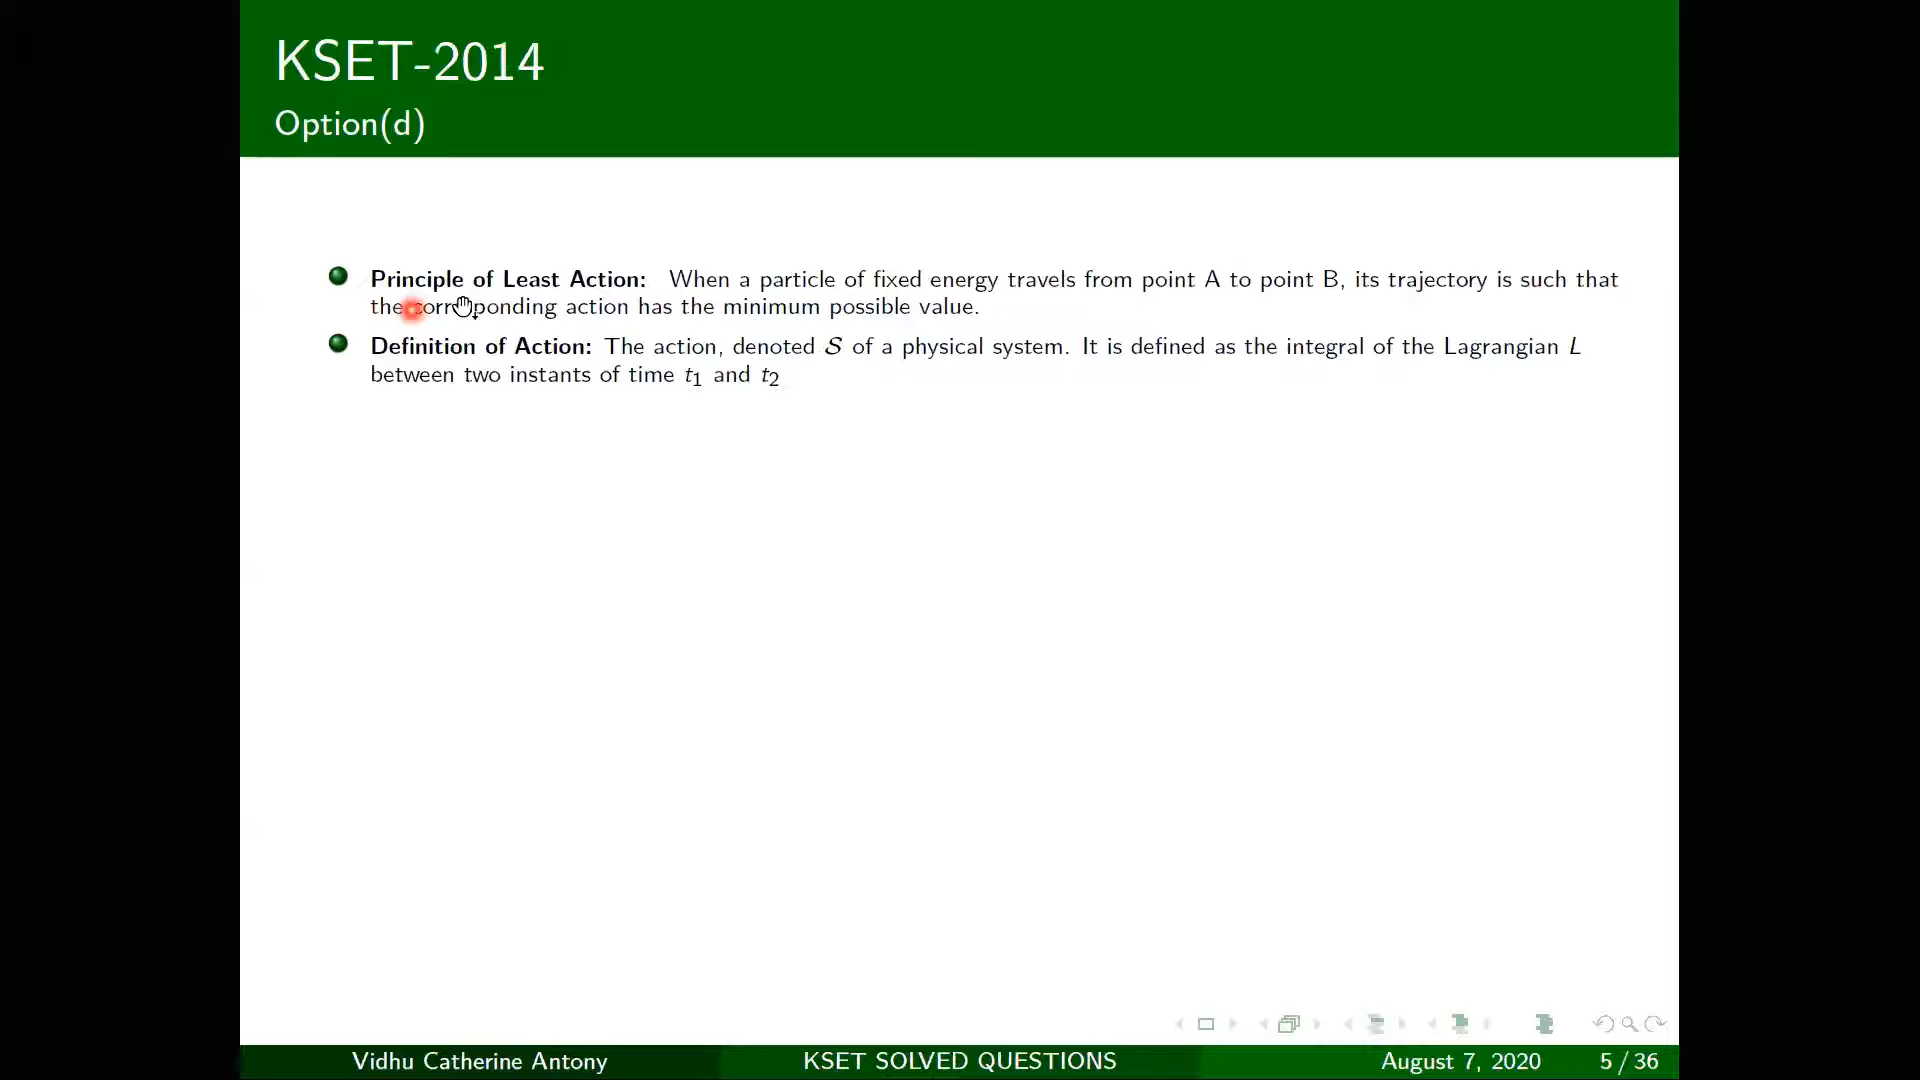 KSET-2014
Option(d)
Principle of Least Action: When a particle of fixed energy travels from point A to point B, its trajectory is such that
the action has the minimum possible value.
Definition of Action: The action, denoted 𝒮 of a physical system. It is defined as the integral of the Lagrangian L
between two instants of time t₁ and t₂
Vidhu Catherine Antony KSET SOLVED QUESTIONS August 7, 2020 5 / 36